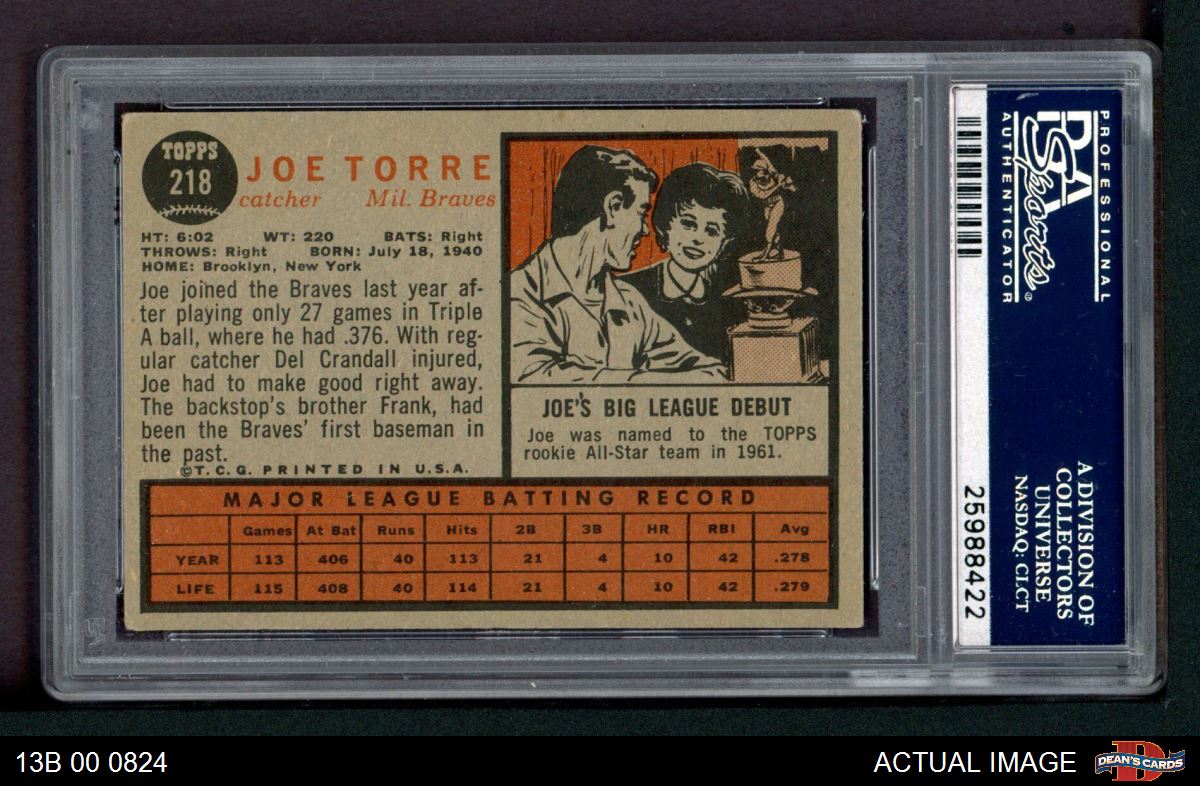 TOPPS
218
JOE TORRE
catcher Mil. Braves
HT: 6:02 WT: 220 BATS: Right
THROWS: Right BORN: July 18, 1940
HOME: Brooklyn, New York
Joe joined the Braves last year af-
ter playing only 27 games in Triple
A ball, where he had .376. With reg-
ular catcher Del Crandall injured,
Joe had to make good right away.
The backstop's brother Frank, had
been the Braves' first baseman in
the past.
©T.C.G. PRINTED IN U.S.A.
JOE'S BIG LEAGUE DEBUT
Joe was named to the TOPPS
rookie All-Star team in 1961.
MAJOR LEAGUE BATTING RECORD
Games At Bat Runs Hits 2B 3B HR RBI Avg
YEAR 113 406 40 113 21 4 10 42 .278
LIFE 115 408 40 114 21 4 10 42 .279
PROFESSIONAL
PSA
Sports®
AUTHENTICATOR
A DIVISION OF
COLLECTORS
UNIVERSE
NASDAQ: CLCT
25988422
13B 00 0824
ACTUAL IMAGE
DEAN'S CARDS